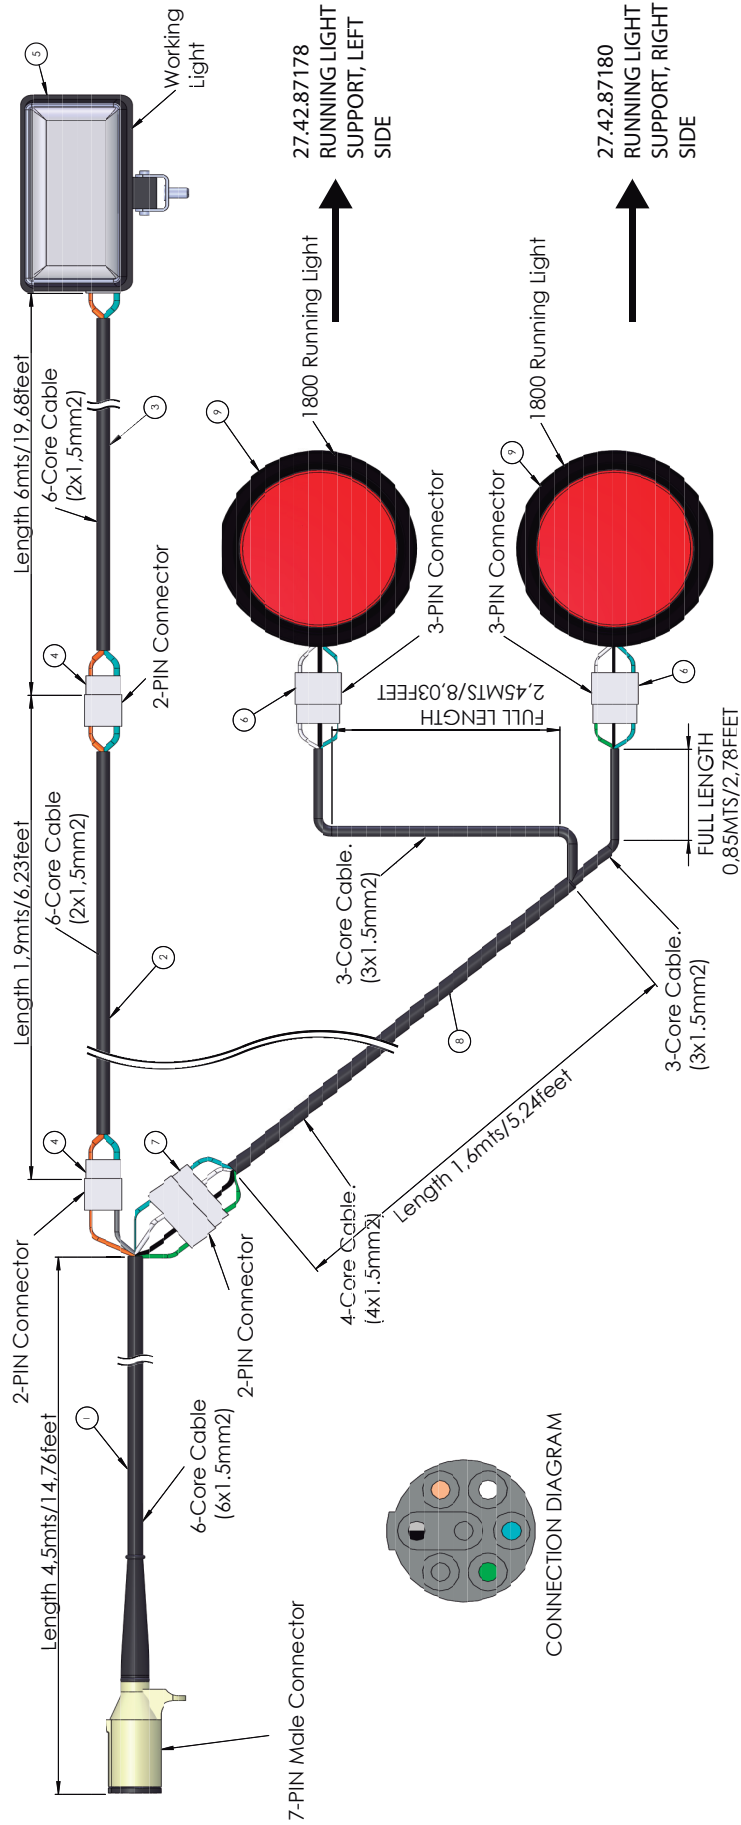 Length 4,5mts/14,76feet
Length 1,9mts/6,23feet
Length 6mts/19,68feet
5
Working
Light
2-PIN Connector
4
6-Core Cable
(2x1,5mm2)
2
4
2-PIN Connector
6-Core Cable
(2x1,5mm2)
3
1
6-Core Cable
(6x1.5mm2)
7-PIN Male Connector
7
2-PIN Connector
4-Core Cable.
(4x1.5mm2)
8
Length 1,6mts/5,24feet
3-Core Cable.
(3x1.5mm2)
6
FULL LENGTH
2,45MTS/8,03FEET
3-PIN Connector
9
1800 Running Light
27.42.87178
RUNNING LIGHT
SUPPORT, LEFT
SIDE
3-PIN Connector
9
1800 Running Light
27.42.87180
RUNNING LIGHT
SUPPORT, RIGHT
SIDE
6
3-Core Cable.
(3x1.5mm2)
FULL LENGTH
0,85MTS/2,78FEET
CONNECTION DIAGRAM